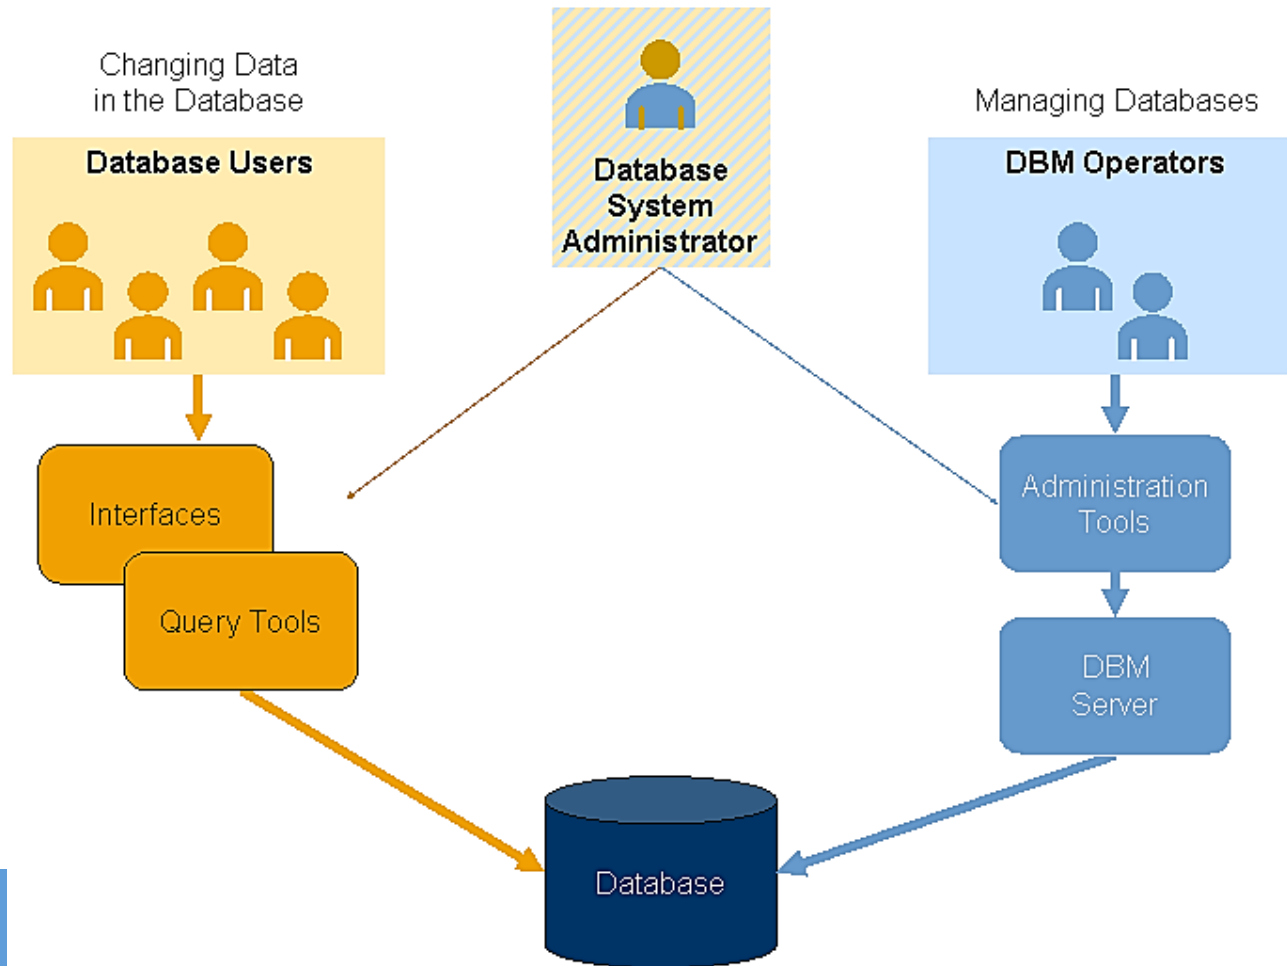 Changing Data
in the Database
Database Users
Database
System
Administrator
Managing Databases
DBM Operators
Interfaces
Query Tools
Administration
Tools
DBM
Server
Database